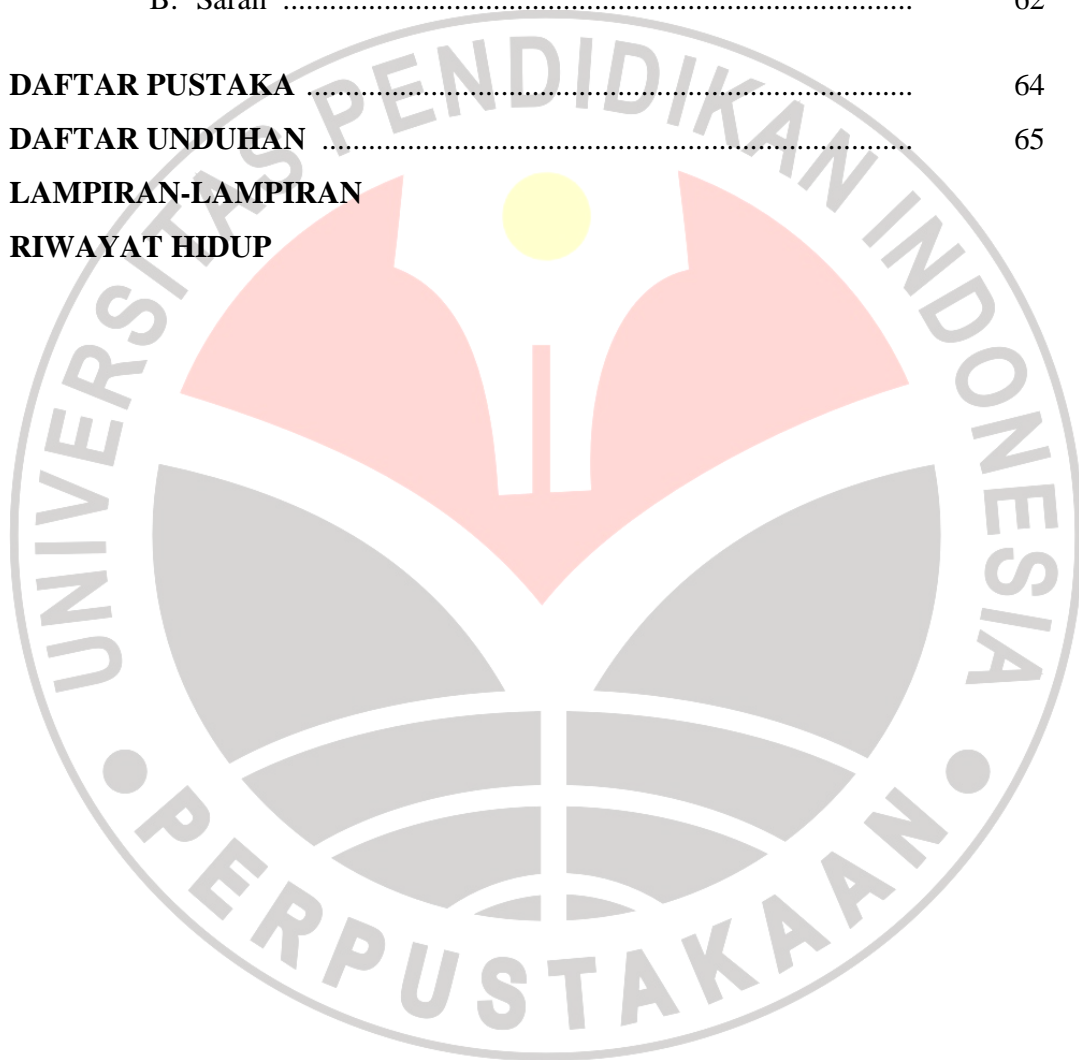 B. Saran ........................................................................................ 62
DAFTAR PUSTAKA ..................................................................................... 64
DAFTAR UNDUHAN ................................................................................... 65
LAMPIRAN-LAMPIRAN
RIWAYAT HIDUP
UNIVERSITAS PENDIDIKAN INDONESIA
PERPUSTAKAAN